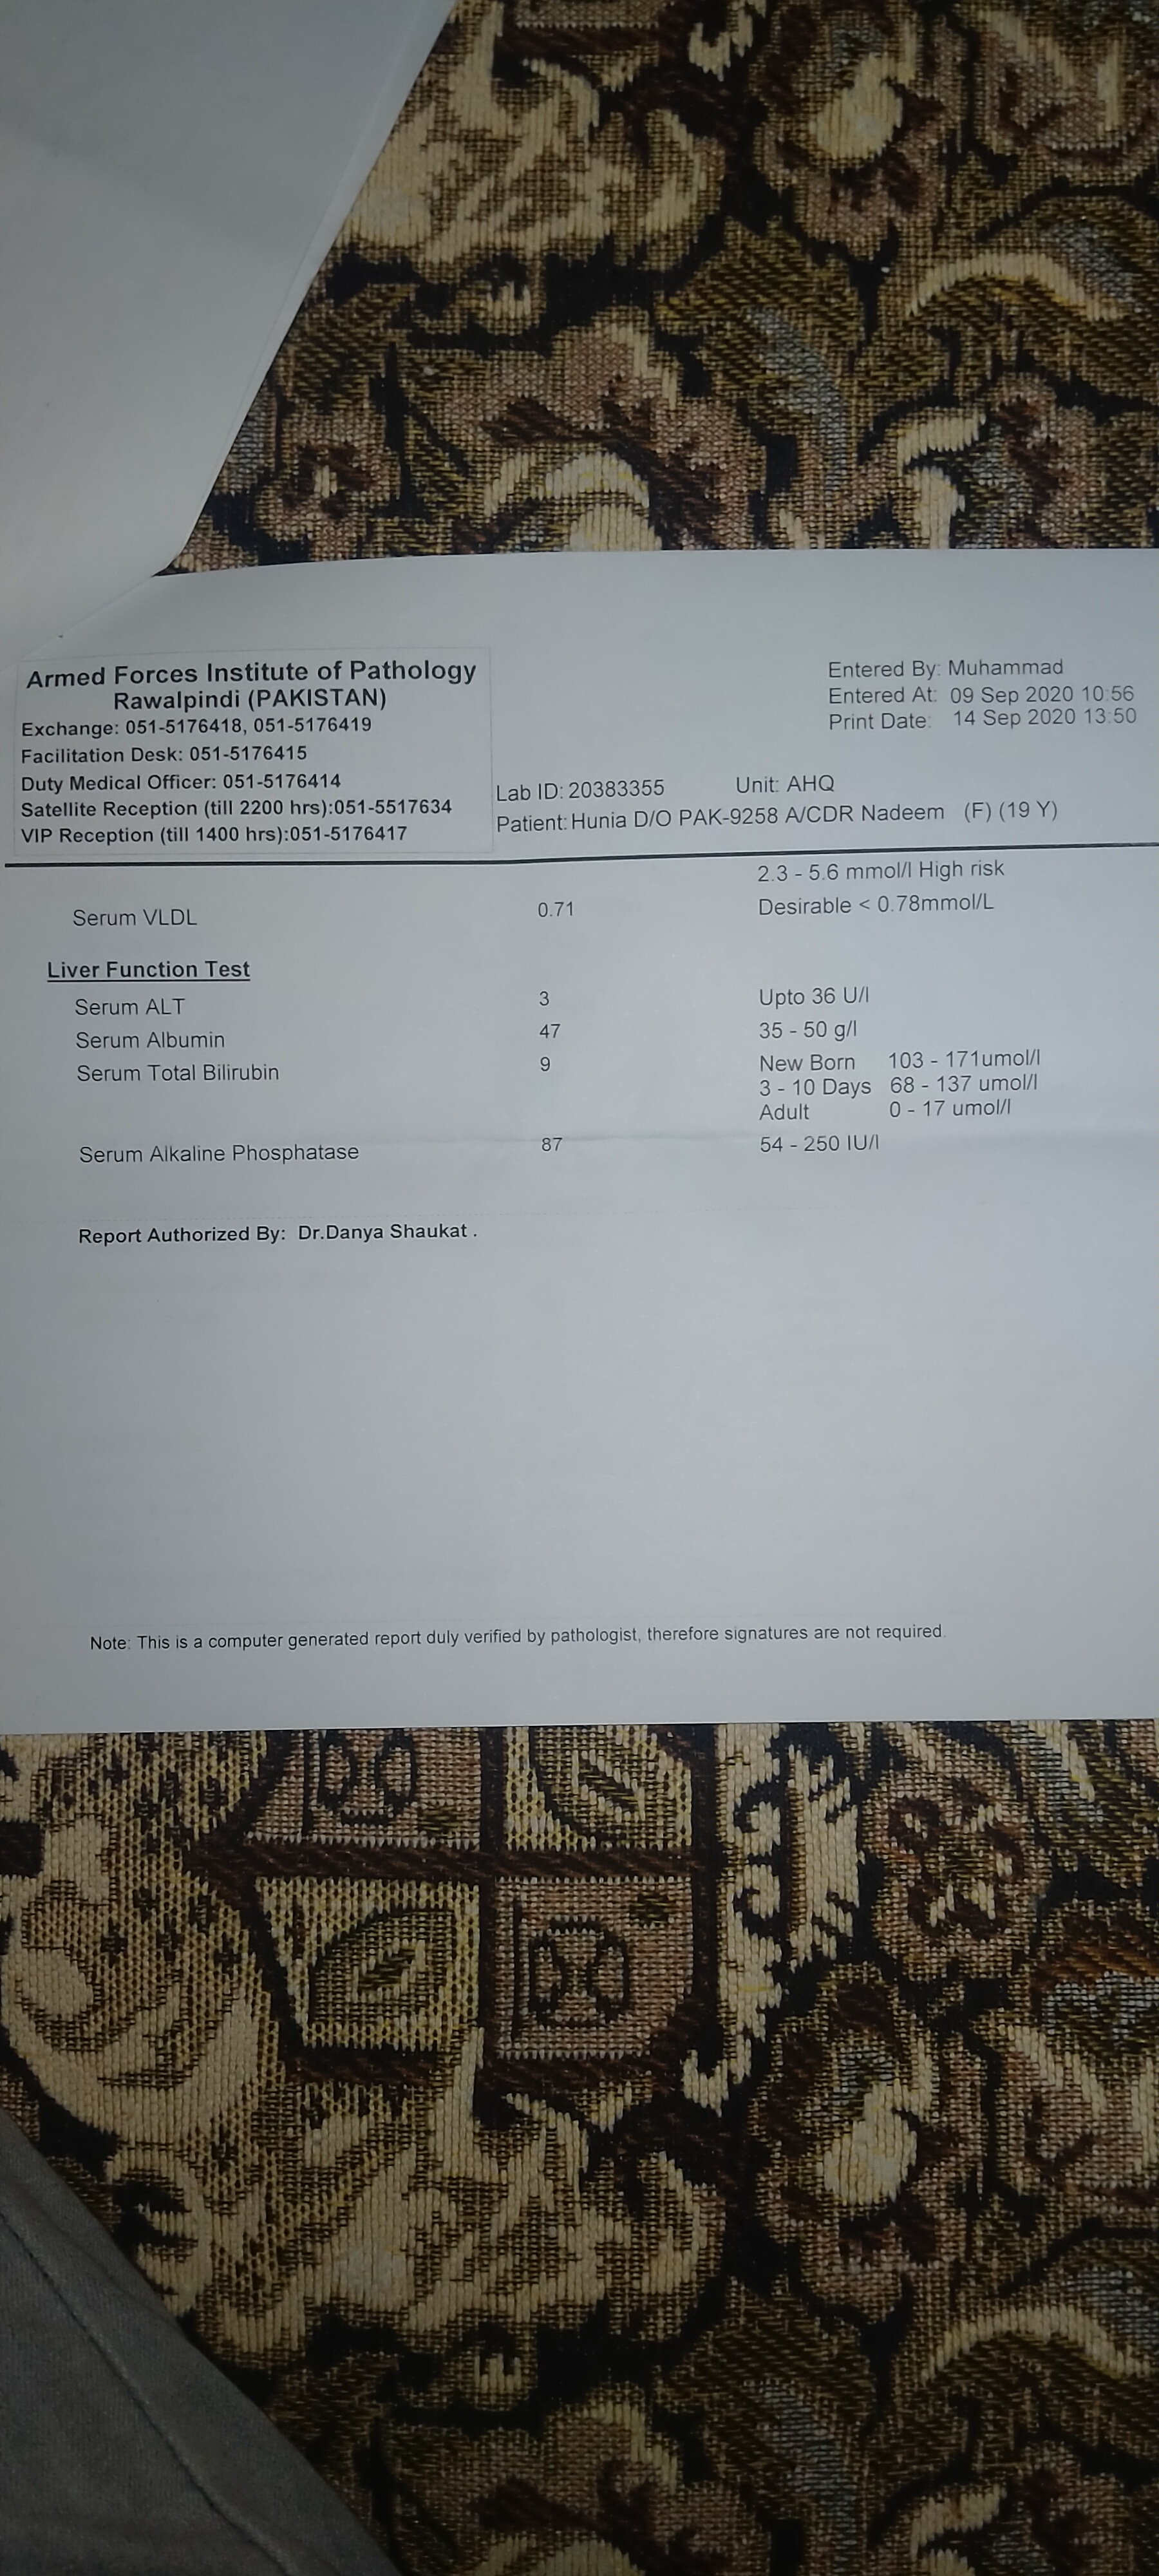 Armed Forces Institute of Pathology
Rawalpindi (PAKISTAN)
Exchange: 051-5176418, 051-5176419
Facilitation Desk: 051-5176415
Duty Medical Officer: 051-5176414
Satellite Reception (till 2200 hrs):051-5517634
VIP Reception (till 1400 hrs):051-5176417
Entered By: Muhammad
Entered At: 09 Sep 2020 10:56
Print Date: 14 Sep 2020 13:50
Lab ID: 20383355 Unit: AHQ
Patient: Hunia D/O PAK-9258 A/CDR Nadeem (F) (19 Y)
2.3 - 5.6 mmol/l High risk
Serum VLDL 0.71 Desirable < 0.78mmol/L
Liver Function Test
Serum ALT 3 Upto 36 U/l
Serum Albumin 47 35 - 50 g/l
Serum Total Bilirubin 9 New Born 103 - 171umol/l
3 - 10 Days 68 - 137 umol/l
Adult 0 - 17 umol/l
Serum Alkaline Phosphatase 87 54 - 250 IU/l
Report Authorized By: Dr.Danya Shaukat .
Note: This is a computer generated report duly verified by pathologist, therefore signatures are not required.